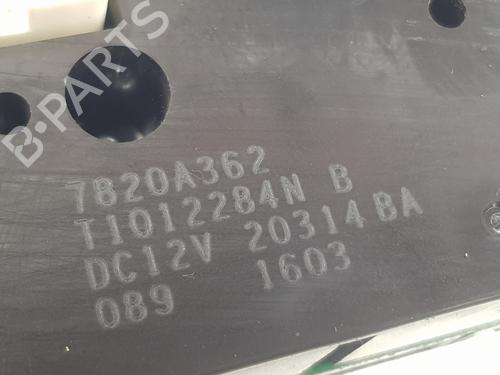 B-PARTS
7820A362
T1012284N B
DC12V 20314BA
089 1603